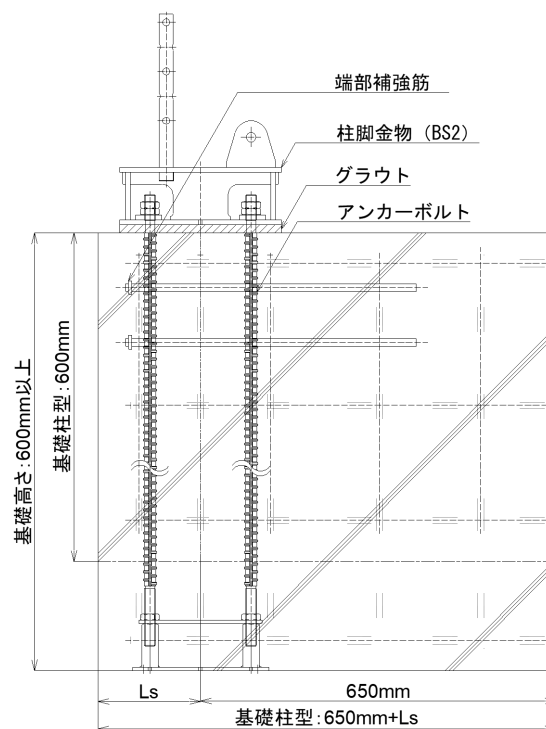 端部補強筋
柱脚金物（BS2）
グラウト
アンカーボルト
基礎高さ：600mm以上
基礎柱型：600mm
Ls
650mm
基礎柱型：650mm+Ls